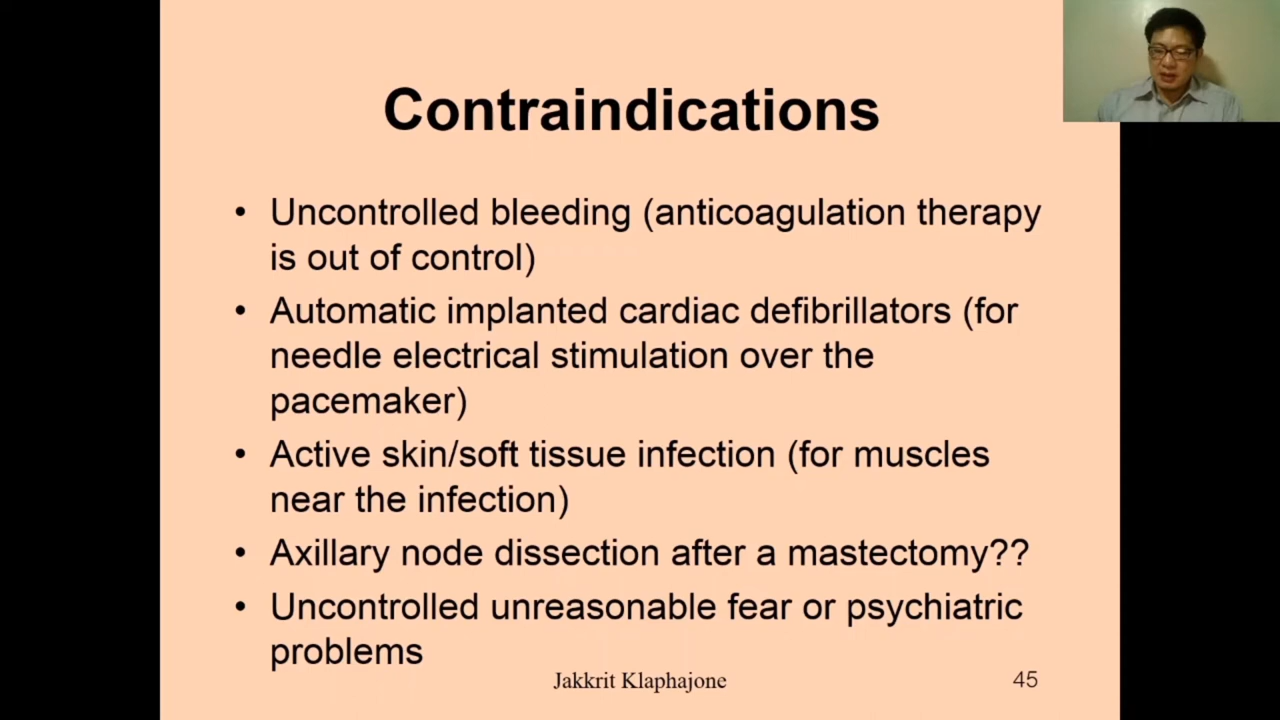 Contraindications
• Uncontrolled bleeding (anticoagulation therapy
is out of control)
• Automatic implanted cardiac defibrillators (for
needle electrical stimulation over the
pacemaker)
• Active skin/soft tissue infection (for muscles
near the infection)
• Axillary node dissection after a mastectomy??
• Uncontrolled unreasonable fear or psychiatric
problems
Jakkrit Klaphajone
45